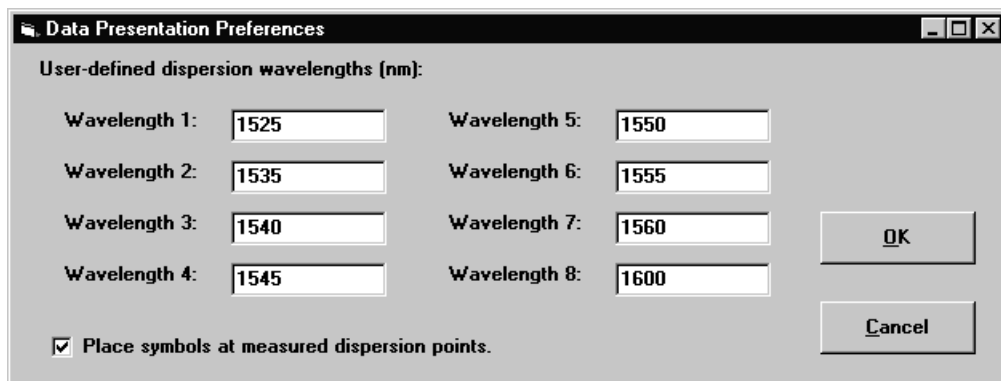 Data Presentation Preferences
User-defined dispersion wavelengths (nm):
Wavelength 1: 1525 Wavelength 5: 1550
Wavelength 2: 1535 Wavelength 6: 1555
Wavelength 3: 1540 Wavelength 7: 1560
OK
Wavelength 4: 1545 Wavelength 8: 1600
Cancel
Place symbols at measured dispersion points.